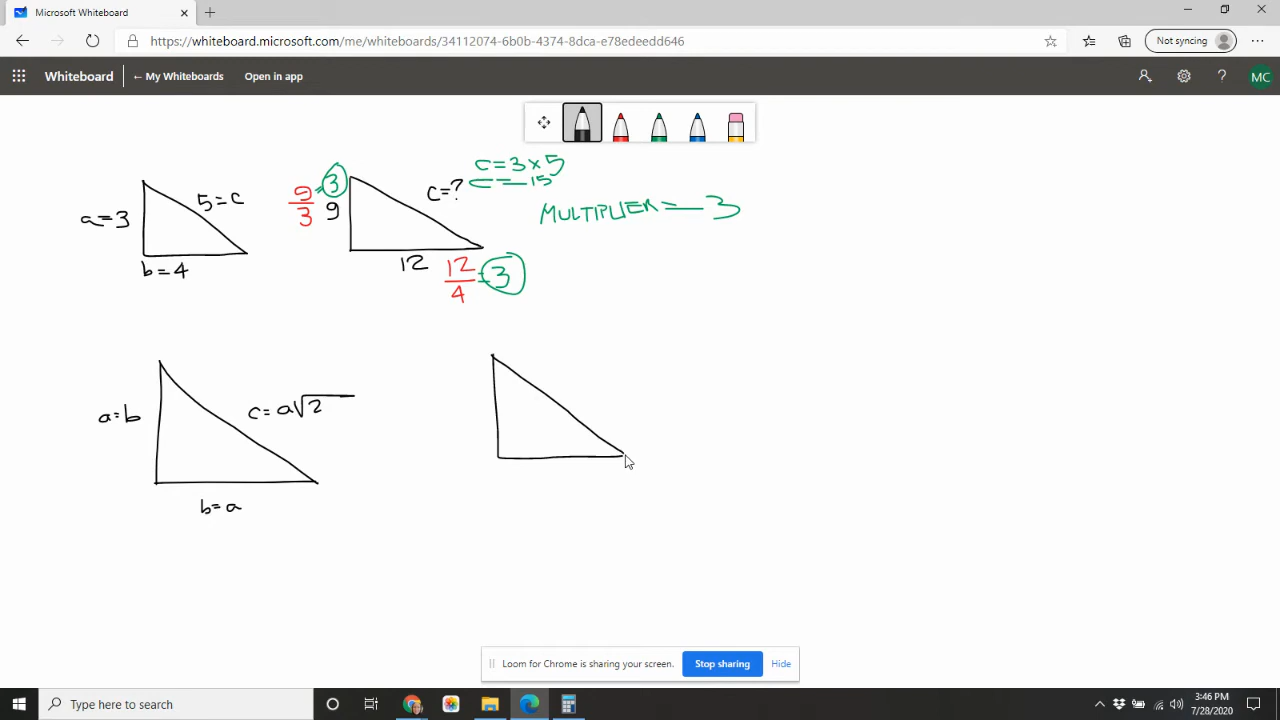 Microsoft Whiteboard
https://whiteboard.microsoft.com/me/whiteboards/34112074-6b0b-4374-8dca-e78edeedd646
Not syncing
Whiteboard
← My Whiteboards
Open in app
MC
a=3
5=c
b=4
9/3 = 3
9
c=?
c=3×5
c=15
MULTIPLIER = 3
12
12/4 = 3
a=b
c=a√2
b=a
Loom for Chrome is sharing your screen.
Stop sharing
Hide
Type here to search
3:46 PM
7/28/2020